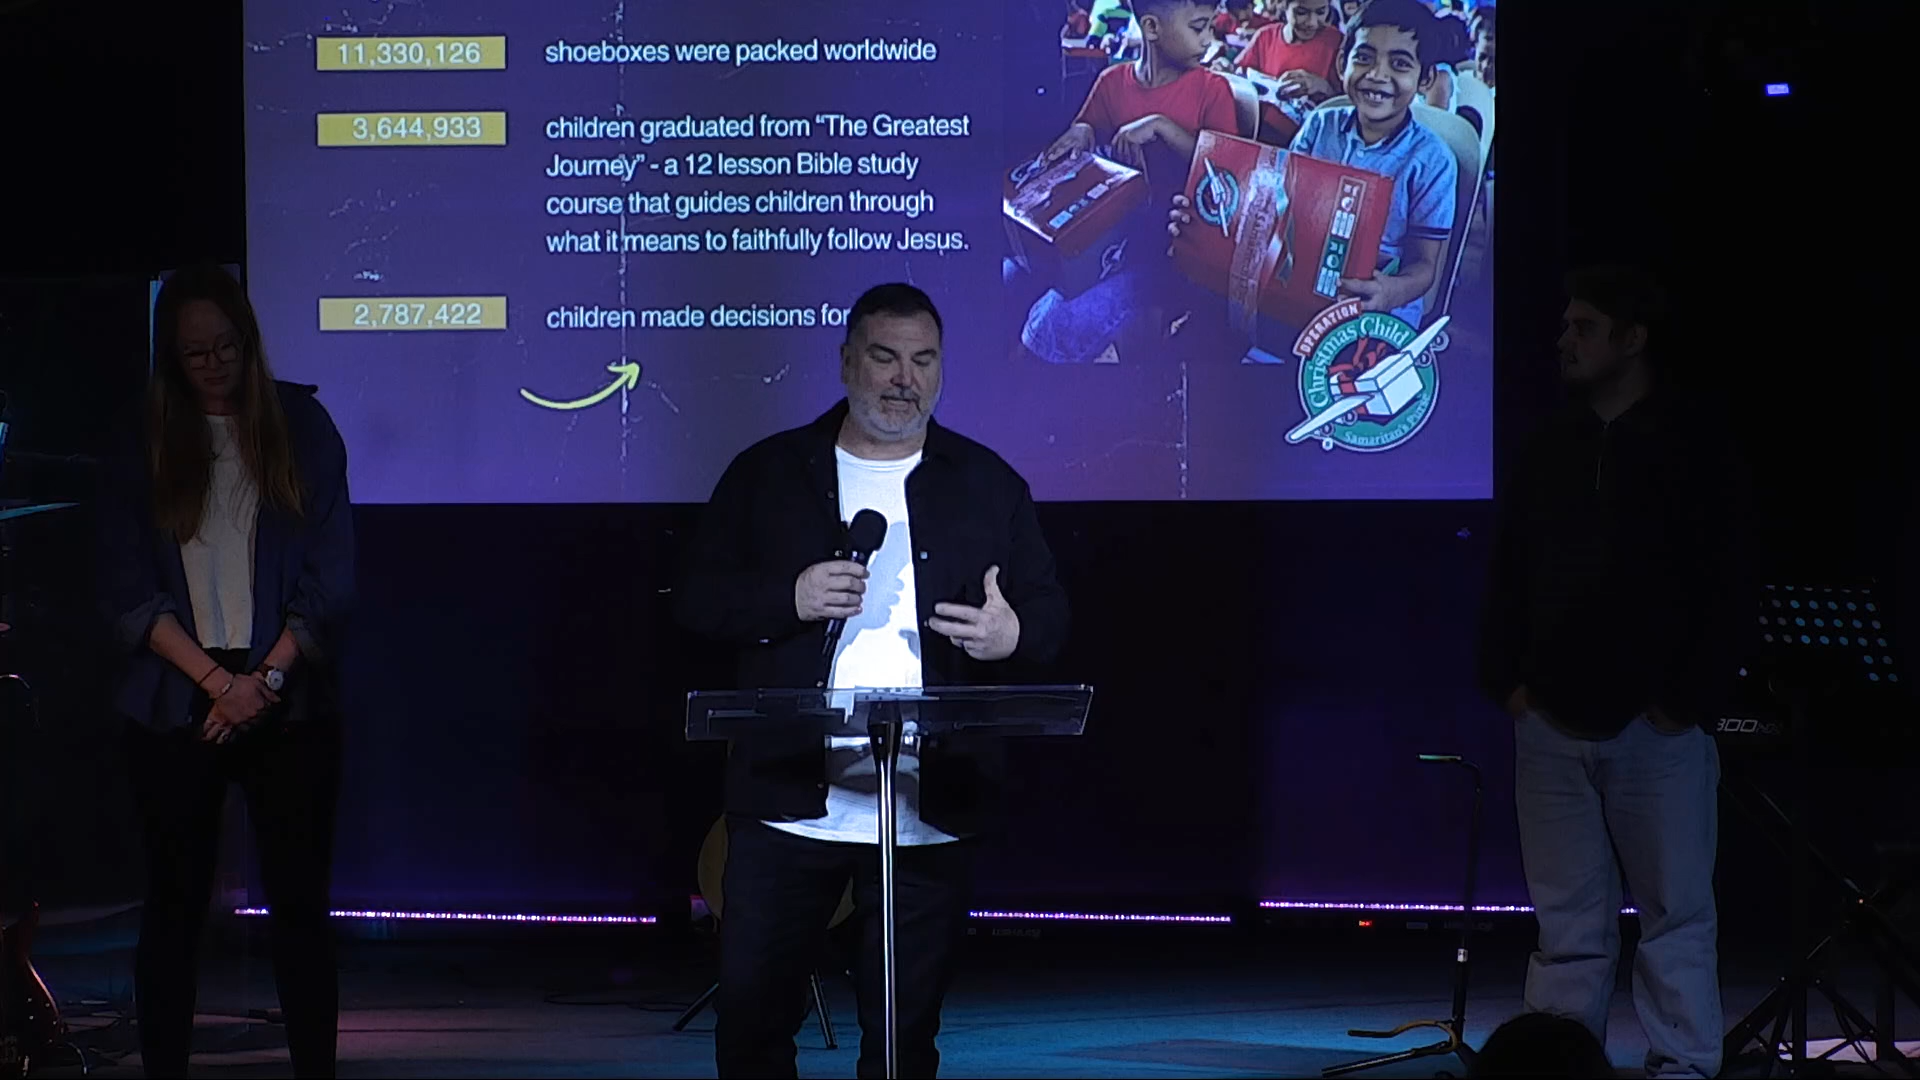 11,330,126 shoeboxes were packed worldwide
3,644,933 children graduated from “The Greatest
Journey” - a 12 lesson Bible study
course that guides children through
what it means to faithfully follow Jesus.
2,787,422 children made decisions for
OPERATION
Christmas Child
Samaritan's Purse